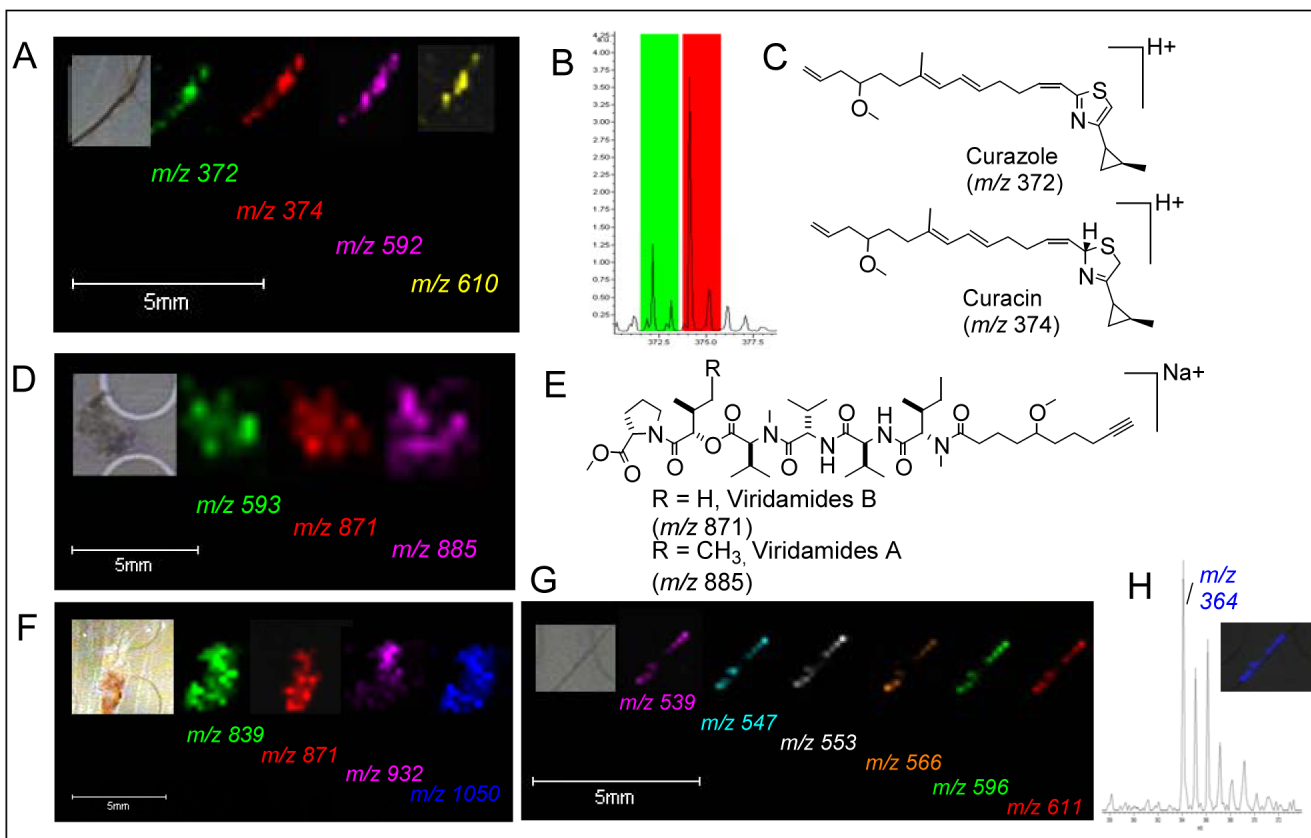 A
m/z 372
m/z 374
m/z 592
m/z 610
5mm
B
4.25
3.75
3.50
3.25
3.00
2.75
2.50
2.25
2.00
1.75
1.50
1.25
1.00
0.75
0.50
0.25
372.5
375.0
377.5
C
H+
S
N
O
Curazole
(m/z 372)
H+
H
S
N
O
Curacin
(m/z 374)
D
m/z 593
m/z 871
m/z 885
5mm
E
R
Na+
N
O
O
O
O
N
O
N
H
O
H
N
O
N
O
O
R = H, Viridamides B
(m/z 871)
R = CH3, Viridamides A
(m/z 885)
F
m/z 839
m/z 871
m/z 932
m/z 1050
5mm
G
m/z 539
m/z 547
m/z 553
m/z 566
m/z 596
m/z 611
5mm
H
m/z
364